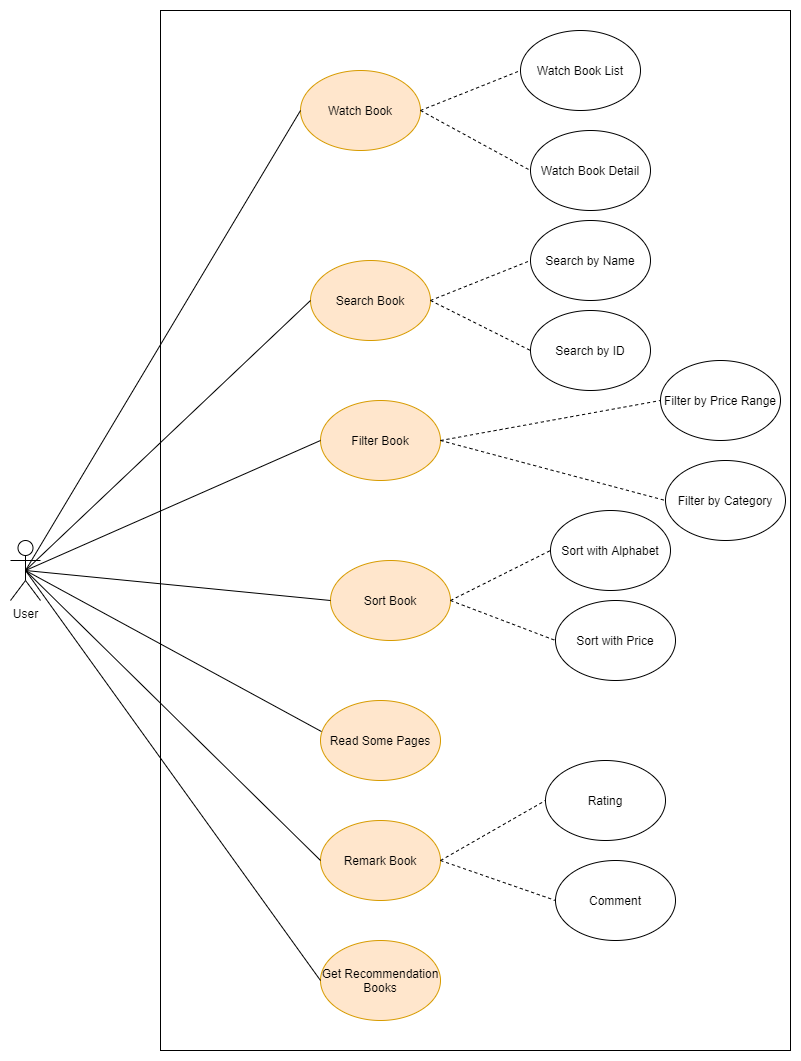 Watch Book List
Watch Book
Watch Book Detail
Search by Name
Search Book
Search by ID
Filter by Price Range
Filter Book
Filter by Category
Sort with Alphabet
Sort Book
User
Sort with Price
Read Some Pages
Rating
Remark Book
Comment
Get Recommendation
Books